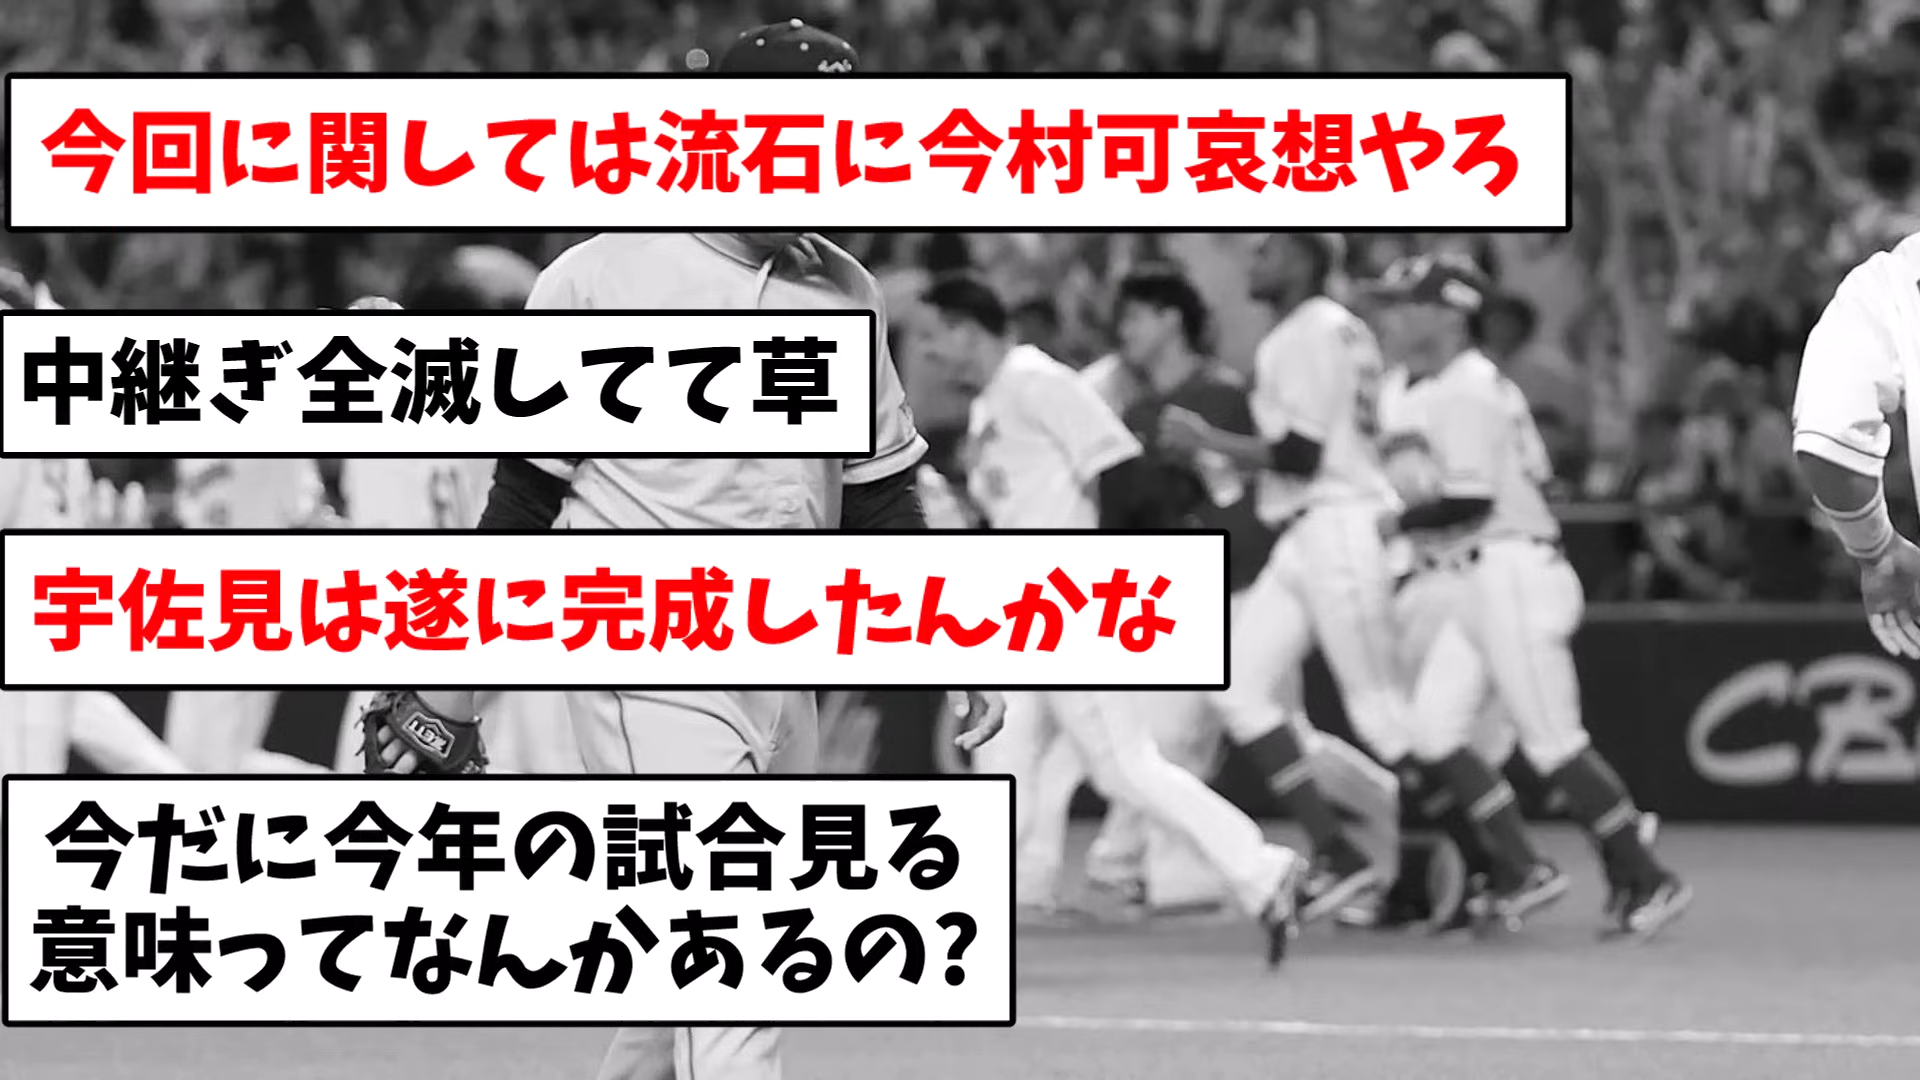 今回に関しては流石に今村可哀想やろ
中継ぎ全滅してて草
宇佐見は遂に完成したんかな
ZETT
CB
今だに今年の試合見る
意味ってなんかあるの?